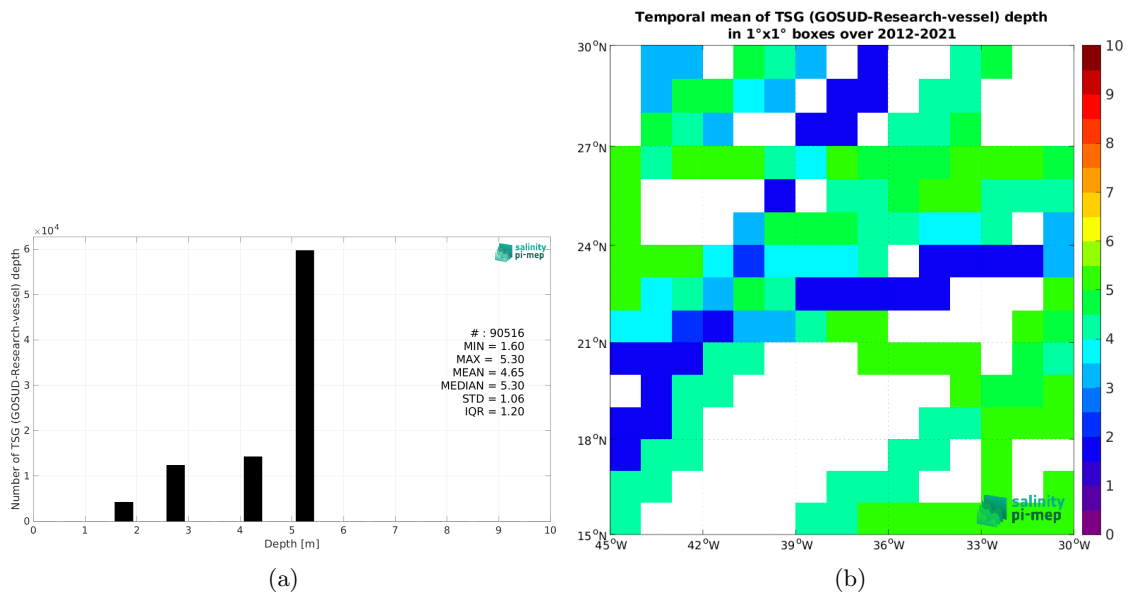 ×10⁴
6
5
4
3
2
1
0
0 1 2 3 4 5 6 7 8 9 10
Number of TSG (GOSUD-Research-vessel) depth
Depth [m]
salinity
pi-mep
# : 90516
MIN = 1.60
MAX = 5.30
MEAN = 4.65
MEDIAN = 5.30
STD = 1.06
IQR = 1.20
(a)
Temporal mean of TSG (GOSUD-Research-vessel) depth
in 1°x1° boxes over 2012-2021
30°N
27°N
24°N
21°N
18°N
15°N
45°W 42°W 39°W 36°W 33°W 30°W
salinity
pi-mep
10
9
8
7
6
5
4
3
2
1
0
(b)